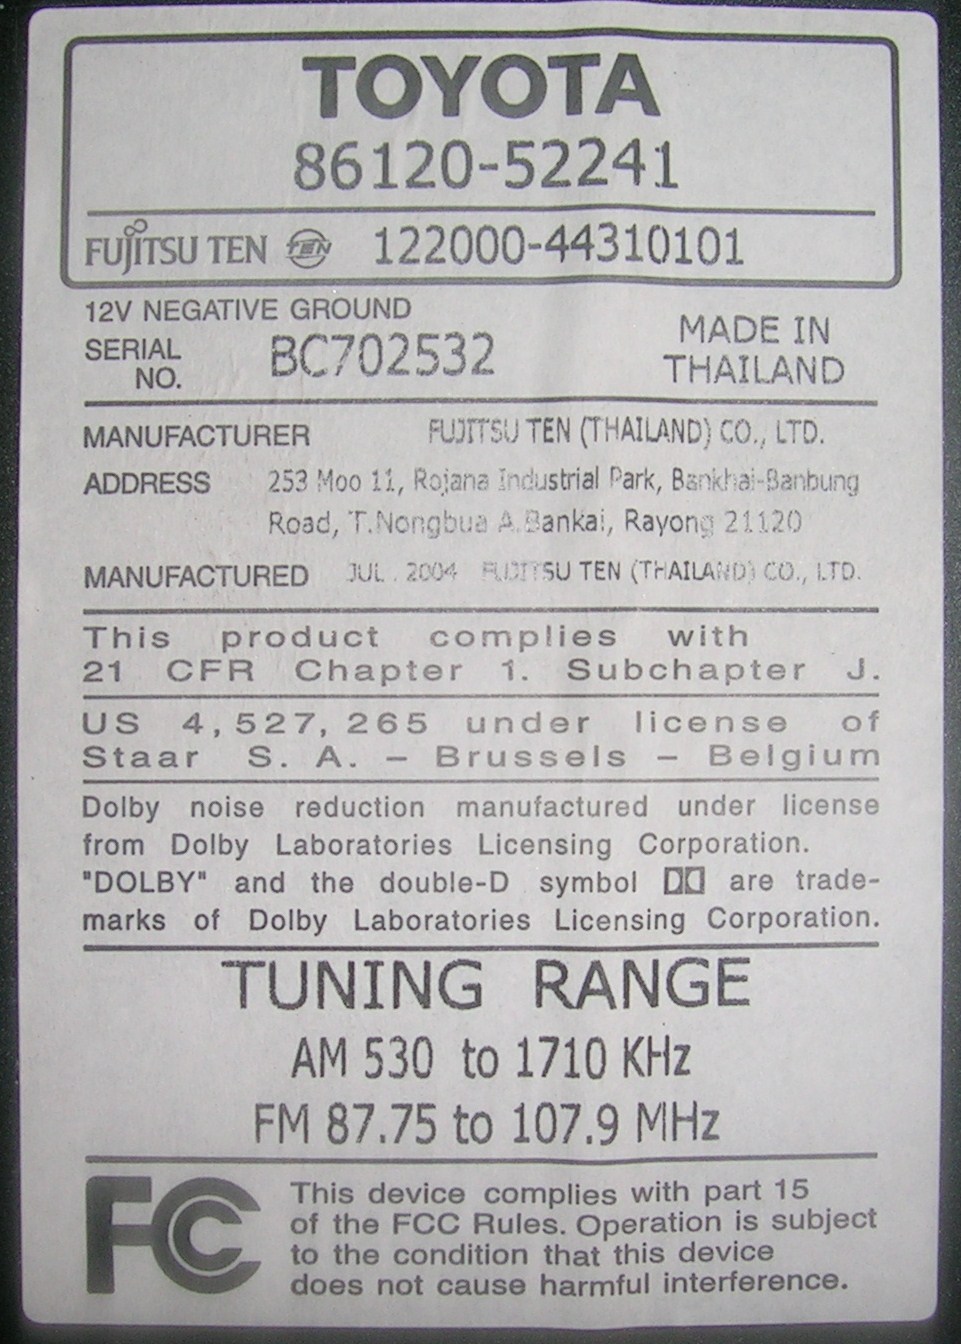 TOYOTA
86120-52241
FUJITSU TEN TEN 122000-44310101
12V NEGATIVE GROUND
SERIAL NO. BC702532
MADE IN THAILAND
MANUFACTURER FUJITSU TEN (THAILAND) CO., LTD.
ADDRESS 253 Moo 11, Rojana Industrial Park, Bankhai-Banbung
Road, T.Nongbua A.Bankai, Rayong 21120
MANUFACTURED JUL . 2004 FUJITSU TEN (THAILAND) CO., LTD.
This product complies with
21 CFR Chapter 1. Subchapter J.
US 4,527,265 under license of
Staar S. A. – Brussels – Belgium
Dolby noise reduction manufactured under license
from Dolby Laboratories Licensing Corporation.
"DOLBY" and the double-D symbol are trade-
marks of Dolby Laboratories Licensing Corporation.
TUNING RANGE
AM 530 to 1710 KHz
FM 87.75 to 107.9 MHz
FC This device complies with part 15
of the FCC Rules. Operation is subject
to the condition that this device
does not cause harmful interference.